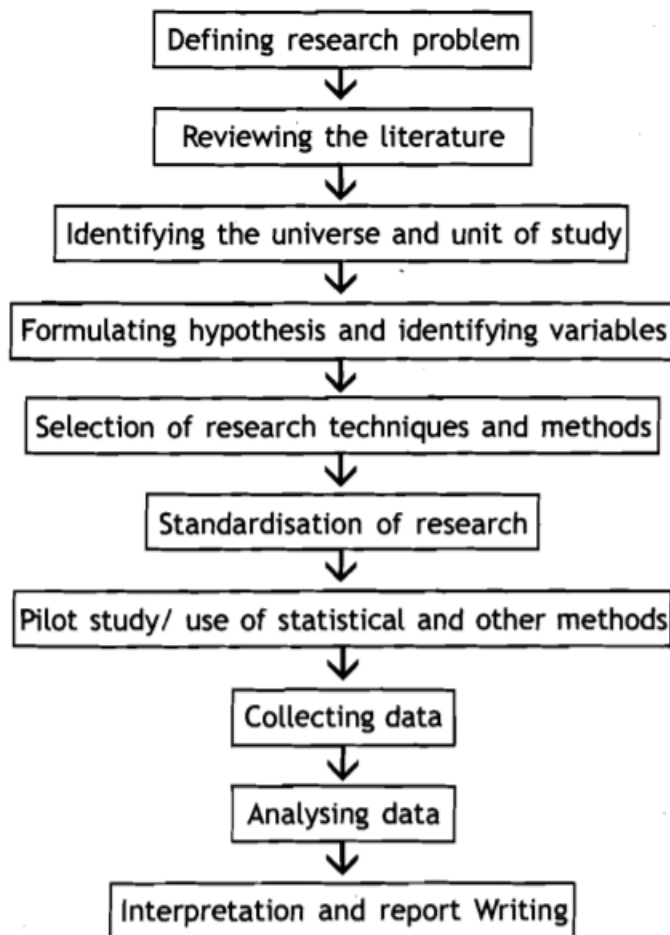 Defining research problem
Reviewing the literature
Identifying the universe and unit of study
Formulating hypothesis and identifying variables
Selection of research techniques and methods
Standardisation of research
Pilot study/ use of statistical and other methods
Collecting data
Analysing data
Interpretation and report Writing